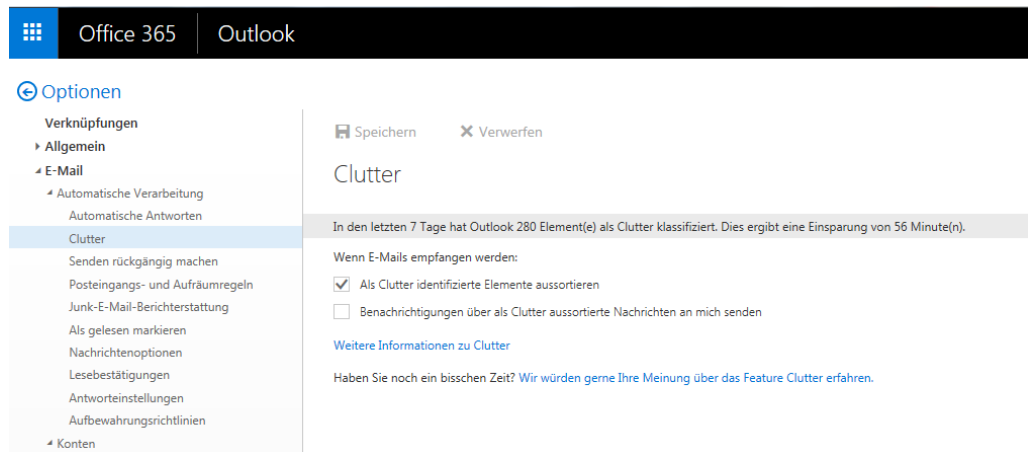 Office 365 Outlook
Optionen
Verknüpfungen
Allgemein
E-Mail
Automatische Verarbeitung
Automatische Antworten
Clutter
Senden rückgängig machen
Posteingangs- und Aufräumregeln
Junk-E-Mail-Berichterstattung
Als gelesen markieren
Nachrichtenoptionen
Lesebestätigungen
Antworteinstellungen
Aufbewahrungsrichtlinien
Konten
Speichern Verwerfen
Clutter
In den letzten 7 Tage hat Outlook 280 Element(e) als Clutter klassifiziert. Dies ergibt eine Einsparung von 56 Minute(n).
Wenn E-Mails empfangen werden:
Als Clutter identifizierte Elemente aussortieren
Benachrichtigungen über als Clutter aussortierte Nachrichten an mich senden
Weitere Informationen zu Clutter
Haben Sie noch ein bisschen Zeit? Wir würden gerne Ihre Meinung über das Feature Clutter erfahren.